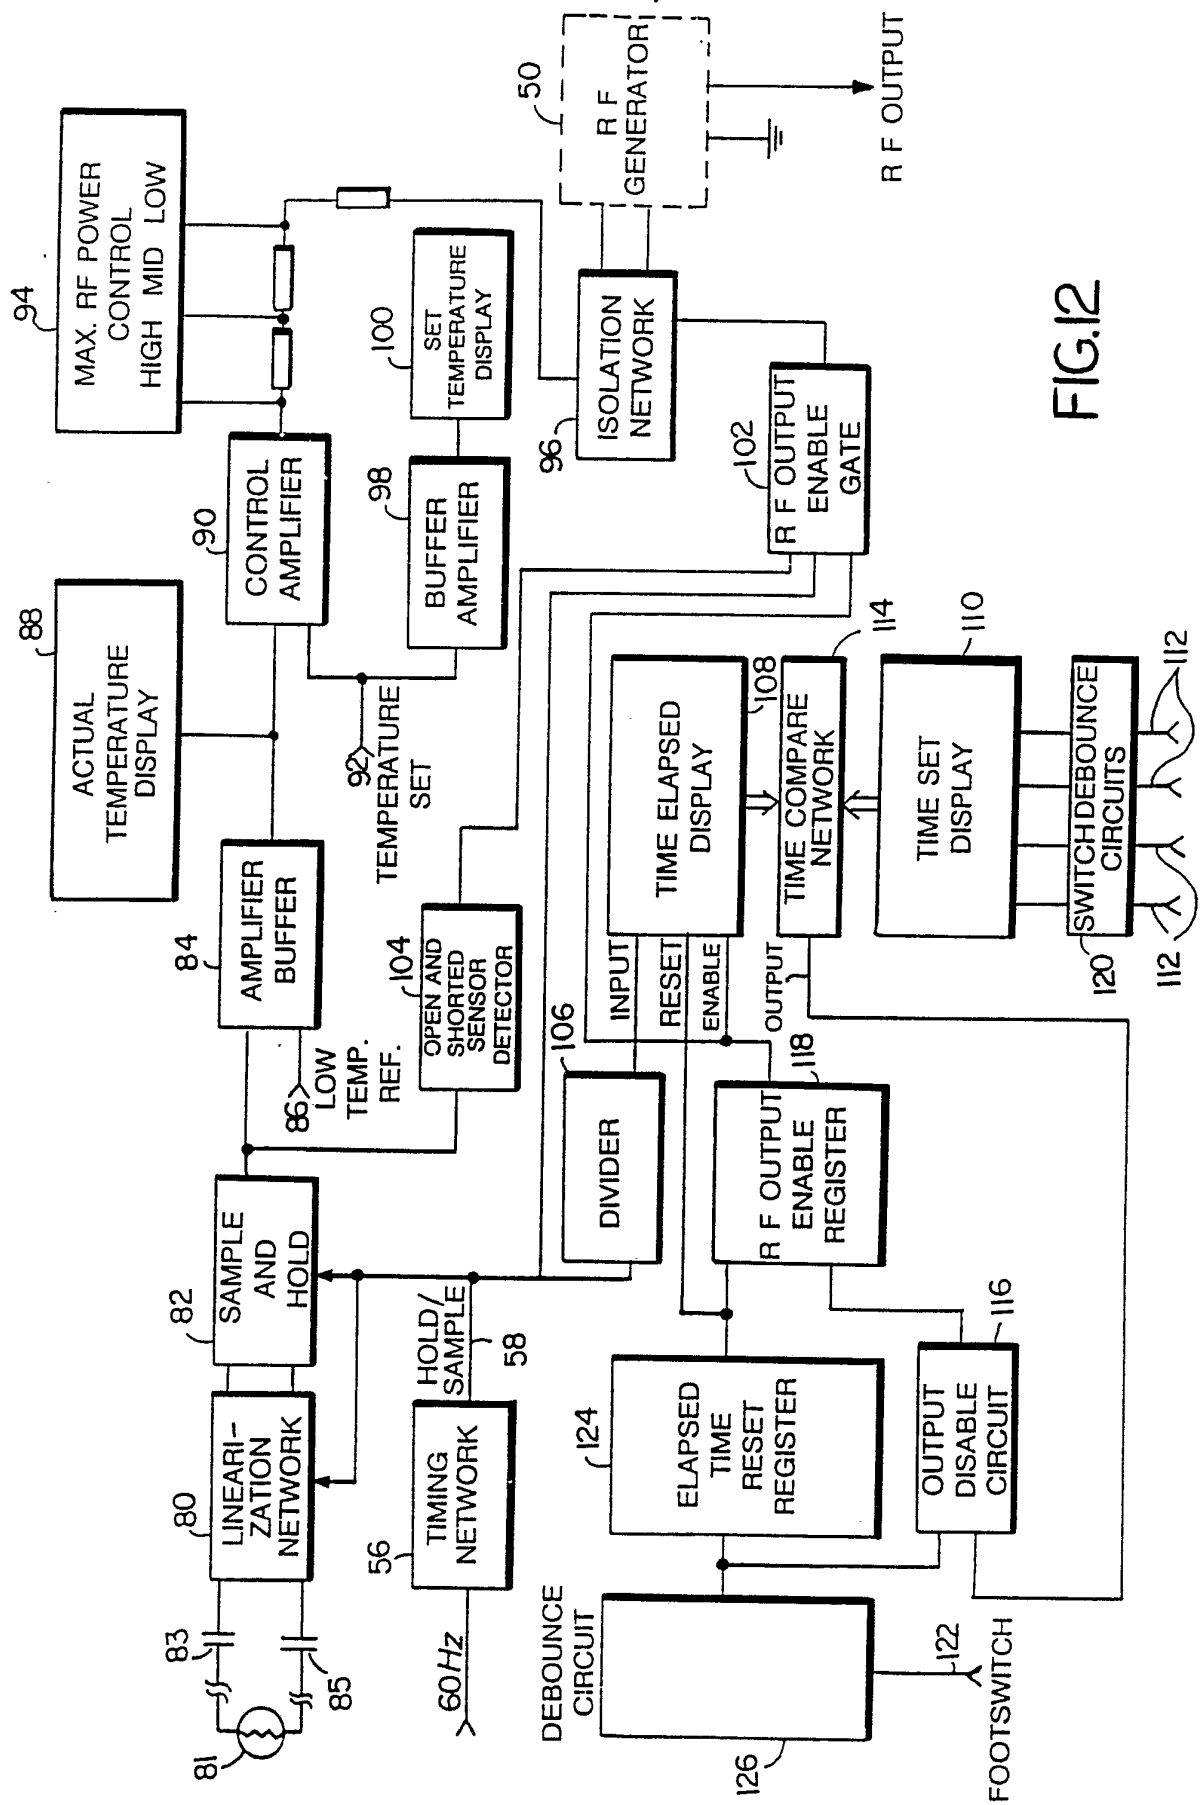 94
MAX. RF POWER
CONTROL
HIGH MID LOW
88
ACTUAL
TEMPERATURE
DISPLAY
90
CONTROL
AMPLIFIER
84
AMPLIFIER
BUFFER
82
SAMPLE
AND
HOLD
80
LINEARI-
ZATION
NETWORK
83
85
81
86
LOW
TEMP.
REF.
92
TEMPERATURE
SET
98
BUFFER
AMPLIFIER
100
SET
TEMPERATURE
DISPLAY
50
RF
GENERATOR
RF OUTPUT
96
ISOLATION
NETWORK
104
OPEN AND
SHORTED
SENSOR
DETECTOR
HOLD/
SAMPLE
58
56
TIMING
NETWORK
60Hz
102
RF OUTPUT
ENABLE
GATE
106
DIVIDER
INPUT
RESET
ENABLE
TIME ELAPSED
DISPLAY
108
TIME COMPARE
NETWORK
114
OUTPUT
TIME SET
DISPLAY
110
SWITCH DEBOUNCE
CIRCUITS
120
112
112
118
RF OUTPUT
ENABLE
REGISTER
124
ELAPSED
TIME
RESET
REGISTER
116
OUTPUT
DISABLE
CIRCUIT
DEBOUNCE
CIRCUIT
126
122
FOOTSWITCH
FIG.12